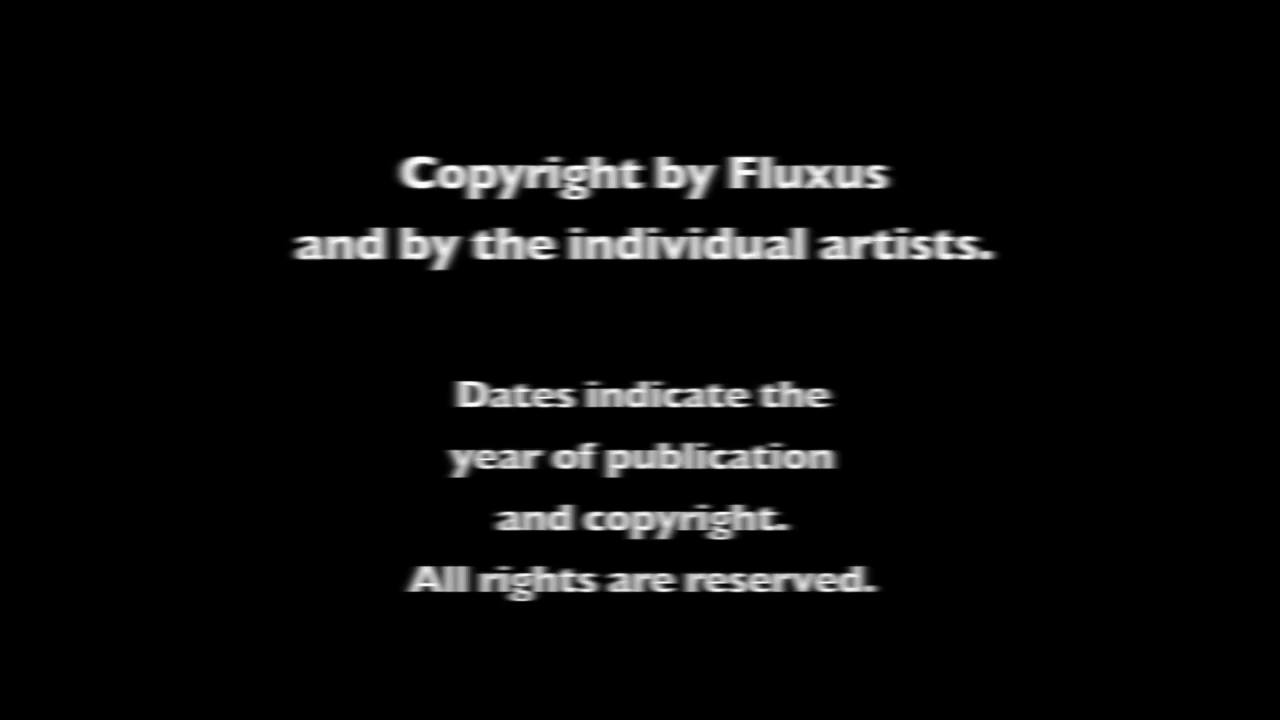 Copyright by Fluxus
and by the individual artists.
Dates indicate the
year of publication
and copyright.
All rights are reserved.